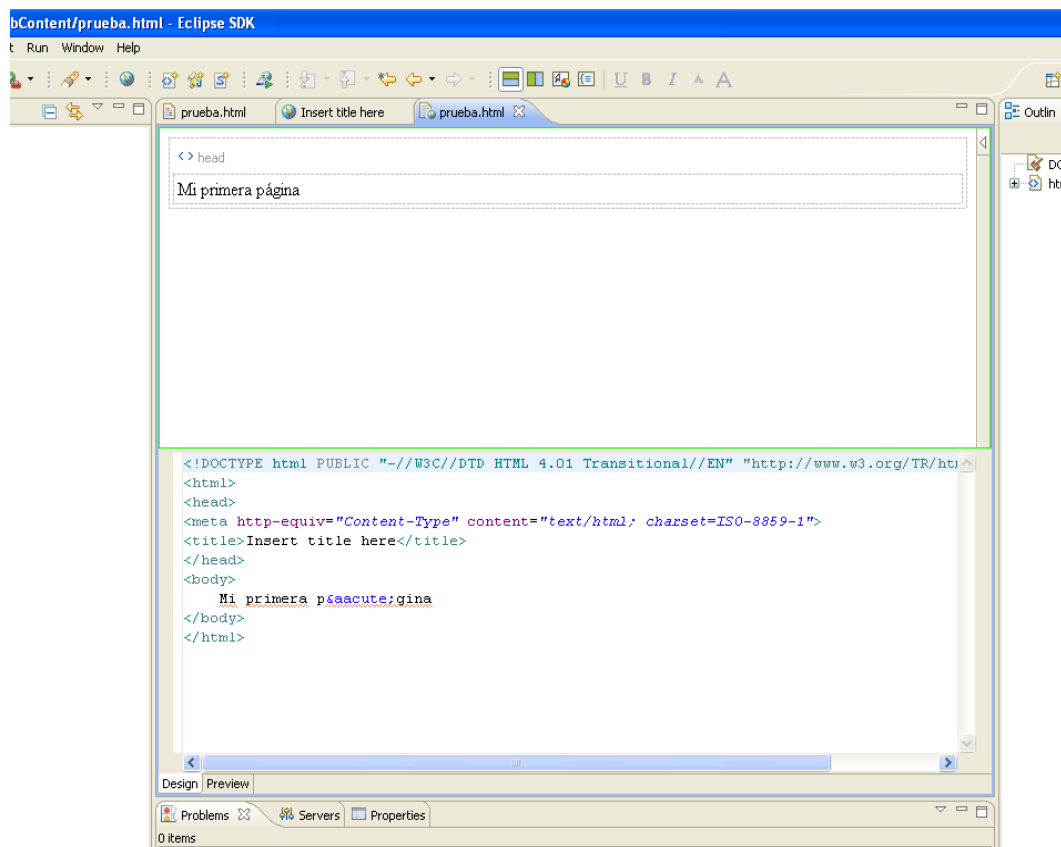 bContent/prueba.html - Eclipse SDK
t Run Window Help
U B I A A
prueba.html Insert title here prueba.html
Outlin
head
Mi primera página
DO
ht
<!DOCTYPE html PUBLIC "-//W3C//DTD HTML 4.01 Transitional//EN" "http://www.w3.org/TR/ht
<html>
<head>
<meta http-equiv="Content-Type" content="text/html; charset=ISO-8859-1">
<title>Insert title here</title>
</head>
<body>
Mi primera p&aacute;gina
</body>
</html>
Design Preview
Problems Servers Properties
0 items